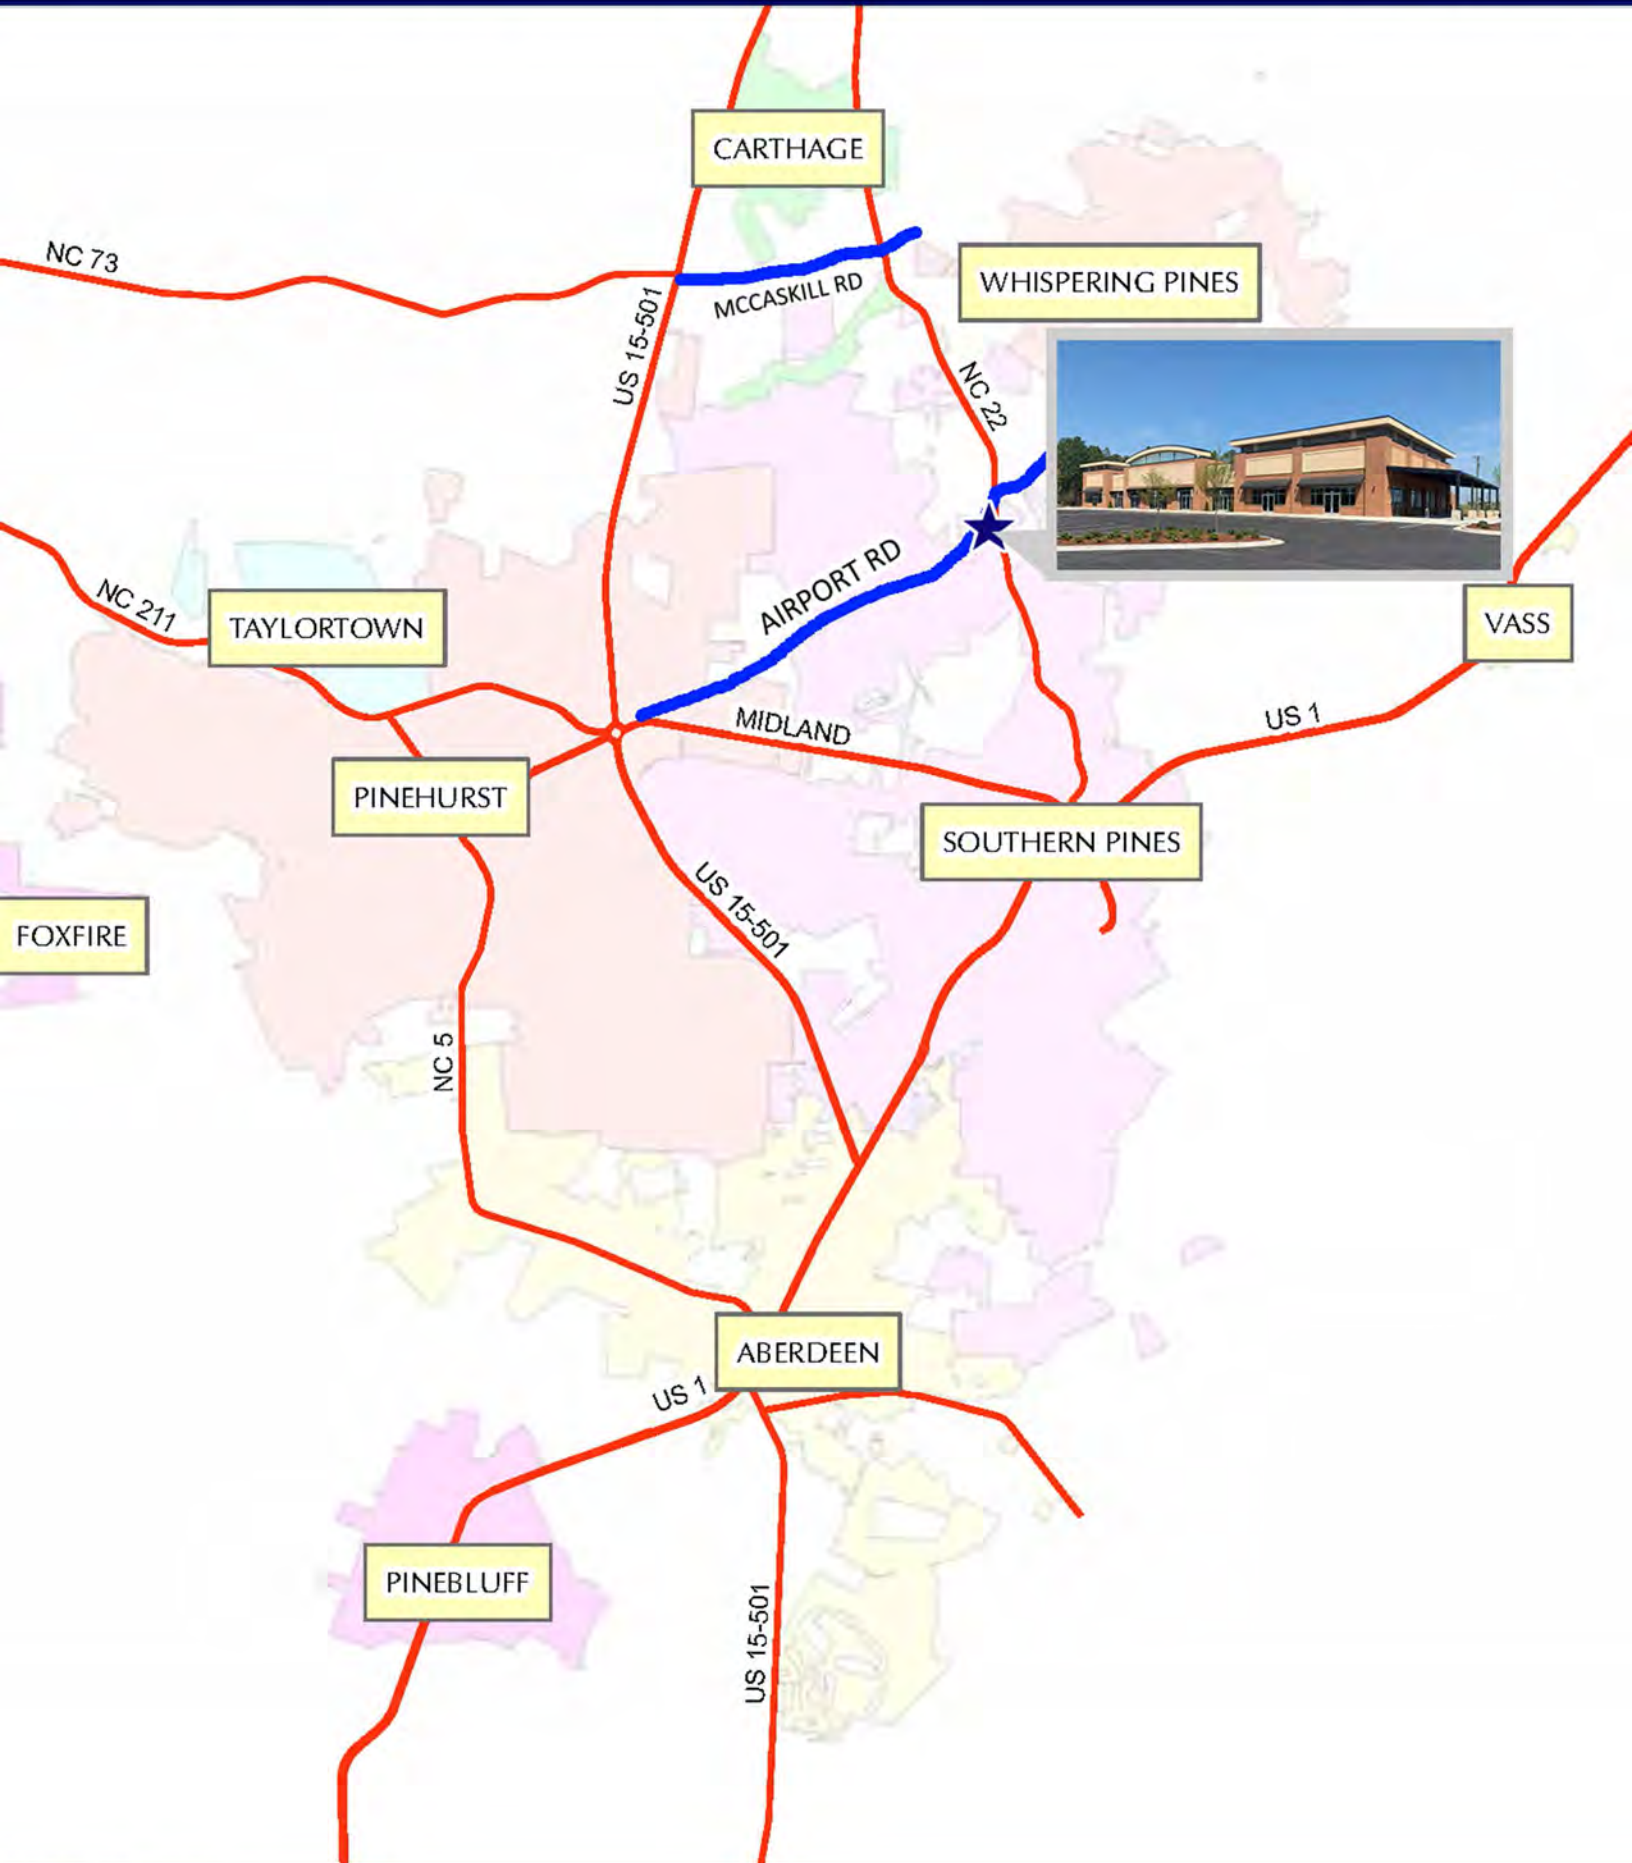 CARTHAGE
NC 73
WHISPERING PINES
MCCASKILL RD
US 15-501
NC 22
AIRPORT RD
NC 211
TAYLORTOWN
VASS
US 1
MIDLAND
PINEHURST
SOUTHERN PINES
US 15-501
FOXFIRE
NC 5
ABERDEEN
US 1
PINEBLUFF
US 15-501